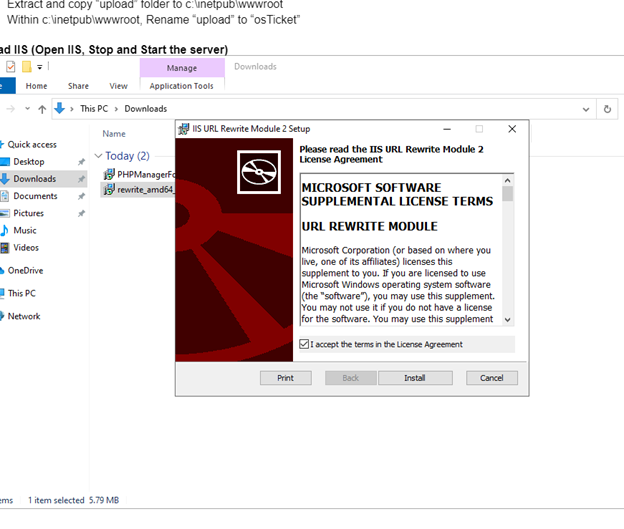 Extract and copy “upload” folder to c:\inetpub\wwwroot
Within c:\inetpub\wwwroot, Rename “upload” to “osTicket”
ad IIS (Open IIS, Stop and Start the server)
Manage
Downloads
Home Share View Application Tools
This PC Downloads
Name
Quick access
Desktop
Downloads
Documents
Pictures
Music
Videos
OneDrive
This PC
Network
Today (2)
PHPManagerFo
rewrite_amd64_
IIS URL Rewrite Module 2 Setup
Please read the IIS URL Rewrite Module 2
License Agreement
MICROSOFT SOFTWARE
SUPPLEMENTAL LICENSE TERMS
URL REWRITE MODULE
Microsoft Corporation (or based on where you
live, one of its affiliates) licenses this
supplement to you. If you are licensed to use
Microsoft Windows operating system software
(the “software”), you may use this supplement.
You may not use it if you do not have a license
for the software. You may use this supplement
I accept the terms in the License Agreement
Print Back Install Cancel
ems 1 item selected 5.79 MB